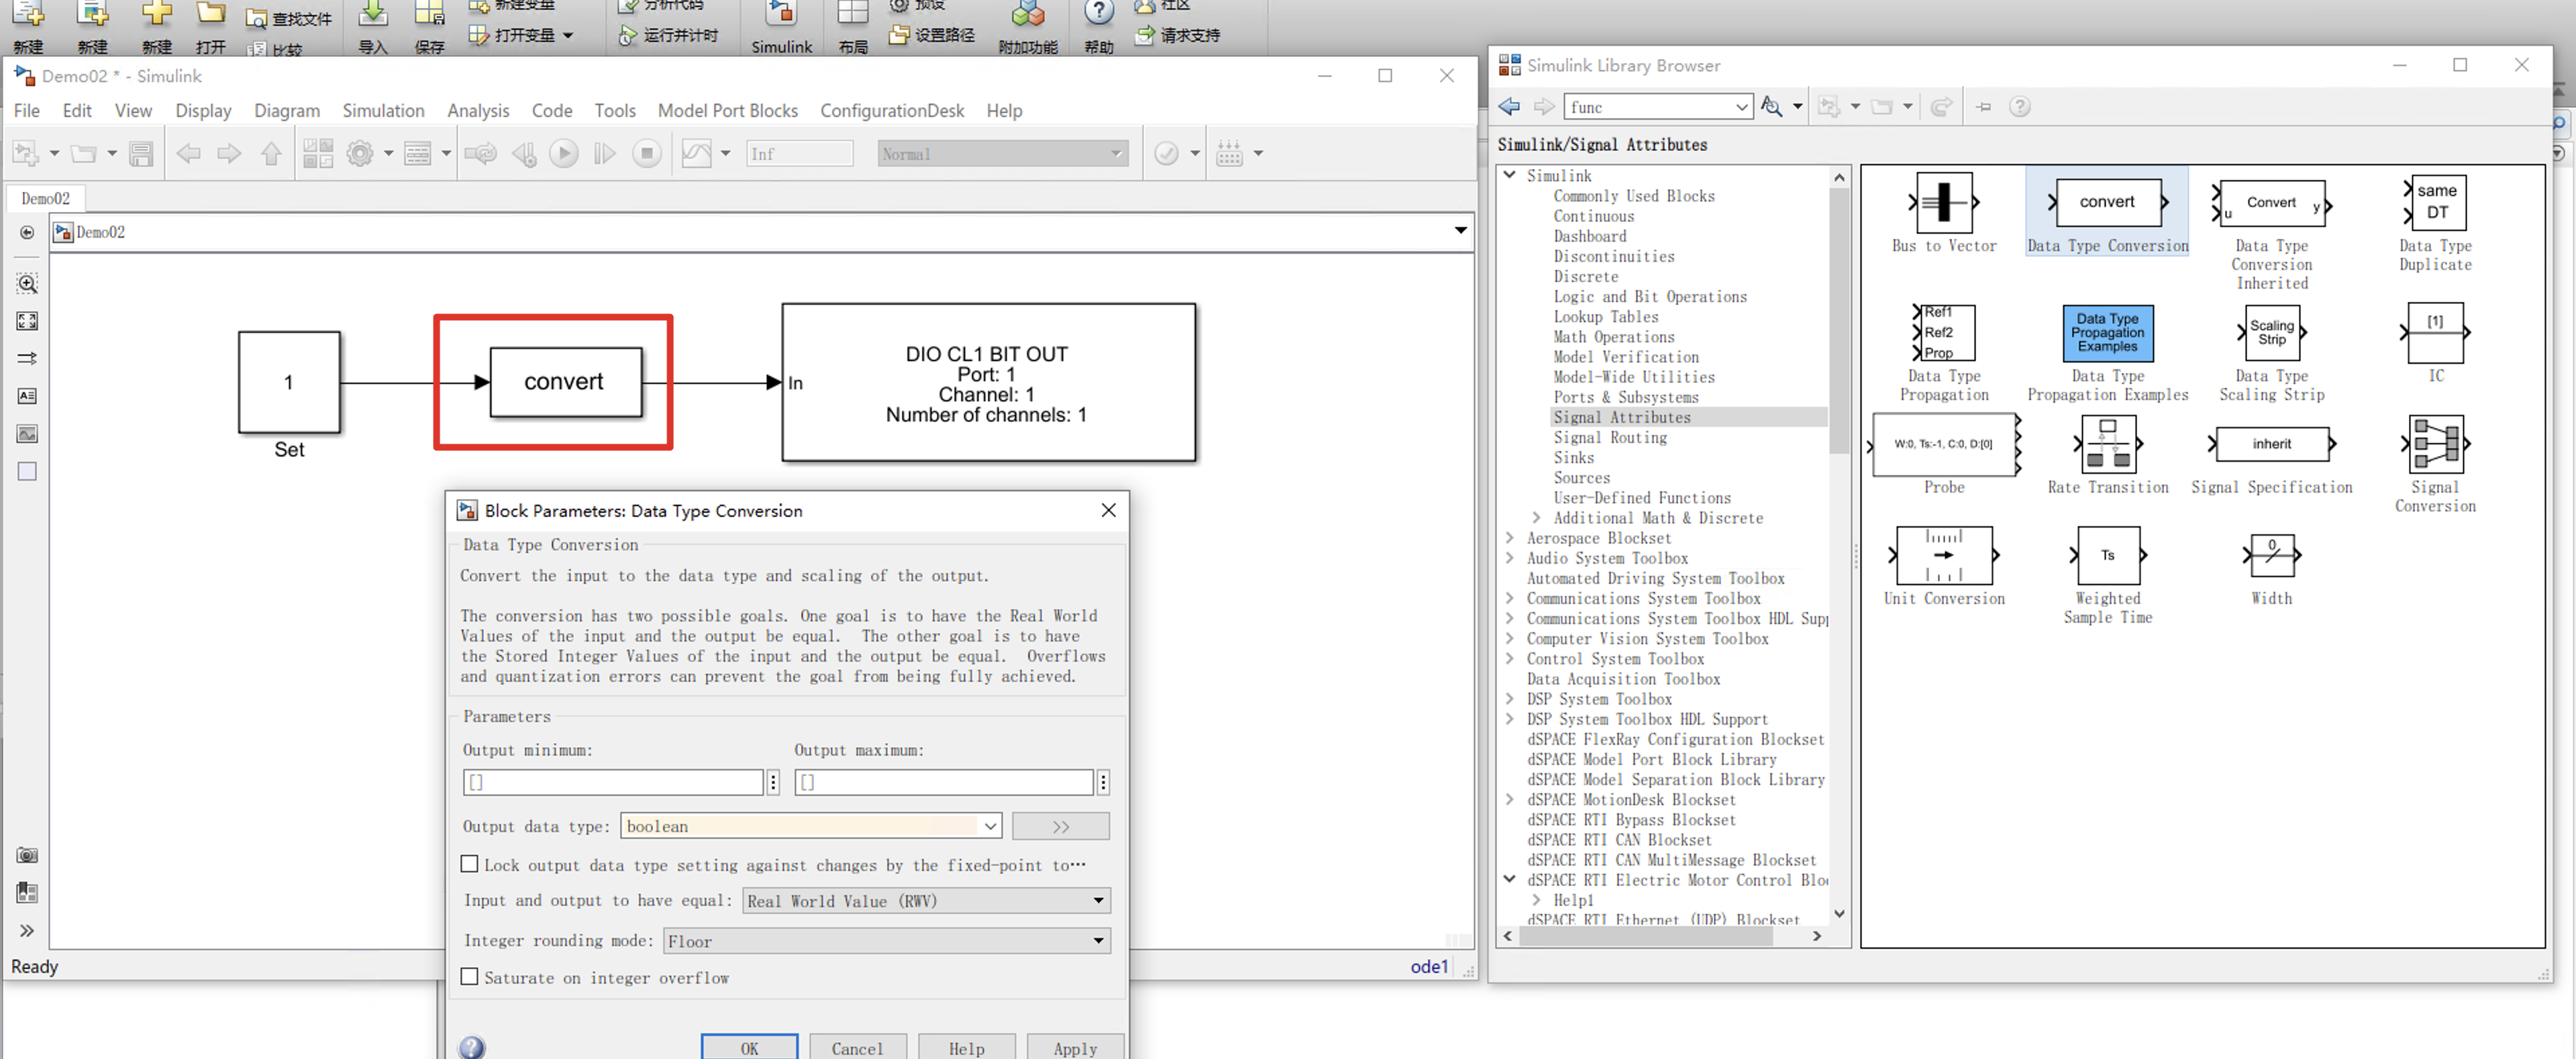 新建
新建
新建
打开
查找文件
比较
导入
保存
新建变量
打开变量
分析代码
运行并计时
Simulink
布局
预设
设置路径
附加功能
帮助
社区
请求支持
Demo02 * - Simulink
File Edit View Display Diagram Simulation Analysis Code Tools Model Port Blocks ConfigurationDesk Help
Inf
Normal
Demo02
Demo02
1
Set
convert
In
DIO CL1 BIT OUT
Port: 1
Channel: 1
Number of channels: 1
Block Parameters: Data Type Conversion
Data Type Conversion
Convert the input to the data type and scaling of the output.
The conversion has two possible goals. One goal is to have the Real World
Values of the input and the output be equal. The other goal is to have
the Stored Integer Values of the input and the output be equal. Overflows
and quantization errors can prevent the goal from being fully achieved.
Parameters
Output minimum: Output maximum:
[] []
Output data type: boolean >>
Lock output data type setting against changes by the fixed-point to…
Input and output to have equal: Real World Value (RWV)
Integer rounding mode: Floor
Saturate on integer overflow
OK Cancel Help Apply
Ready
ode1
Simulink Library Browser
func
Simulink/Signal Attributes
Simulink
Commonly Used Blocks
Continuous
Dashboard
Discontinuities
Discrete
Logic and Bit Operations
Lookup Tables
Math Operations
Model Verification
Model-Wide Utilities
Ports & Subsystems
Signal Attributes
Signal Routing
Sinks
Sources
User-Defined Functions
Additional Math & Discrete
Aerospace Blockset
Audio System Toolbox
Automated Driving System Toolbox
Communications System Toolbox
Communications System Toolbox HDL Supp
Computer Vision System Toolbox
Control System Toolbox
Data Acquisition Toolbox
DSP System Toolbox
DSP System Toolbox HDL Support
dSPACE FlexRay Configuration Blockset
dSPACE Model Port Block Library
dSPACE Model Separation Block Library
dSPACE MotionDesk Blockset
dSPACE RTI Bypass Blockset
dSPACE RTI CAN Blockset
dSPACE RTI CAN MultiMessage Blockset
dSPACE RTI Electric Motor Control Blo
Help1
dSPACE RTI Ethernet (UDP) Blockset
Bus to Vector
convert
Data Type Conversion
Convert
u y
Data Type
Conversion
Inherited
same
DT
Data Type
Duplicate
Ref1
Ref2
Prop
Data Type
Propagation
Data Type
Propagation
Examples
Data Type
Propagation Examples
Scaling
Strip
Data Type
Scaling Strip
[1]
IC
W:0, Ts:-1, C:0, D:[0]
Probe
Rate Transition
inherit
Signal Specification
Signal
Conversion
Unit Conversion
Ts
Weighted
Sample Time
0
Width